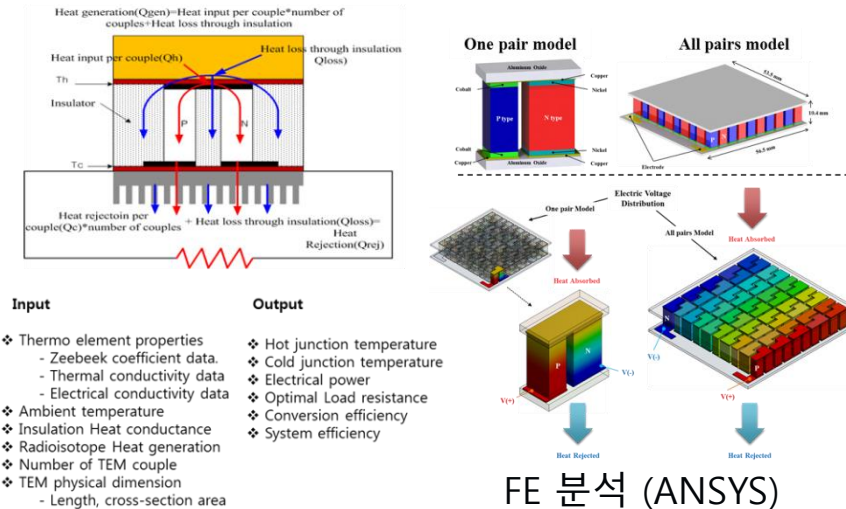 Heat generation(Qgen)=Heat input per couple*number of
couples+Heat loss through insulation
Heat input per couple(Qh)
Heat loss through insulation
Qloss)
Th
Insulator
P
N
Tc
Heat rejectoin per
couple(Qc)*number of couples
+ Heat loss through insulation(Qloss)=
Heat
Rejection(Qrej)
Input
❖ Thermo element properties
- Zeebeek coefficient data.
- Thermal conductivity data
- Electrical conductivity data
❖ Ambient temperature
❖ Insulation Heat conductance
❖ Radioisotope Heat generation
❖ Number of TEM couple
❖ TEM physical dimension
- Length, cross-section area
Output
❖ Hot junction temperature
❖ Cold junction temperature
❖ Electrical power
❖ Optimal Load resistance
❖ Conversion efficiency
❖ System efficiency
One pair model
Aluminum Oxide
Copper
Cobalt
Nickel
P type
N type
Cobalt
Nickel
Copper
Copper
Aluminum Oxide
All pairs model
10.4 mm
P
N
Electrode
Electric Voltage
Distribution
One pair Model
All pairs Model
Heat Absorbed
Heat Absorbed
P
N
V(-)
V(+)
N
V(-)
P
V(+)
Heat Rejected
Heat Rejected
FE 분석 (ANSYS)